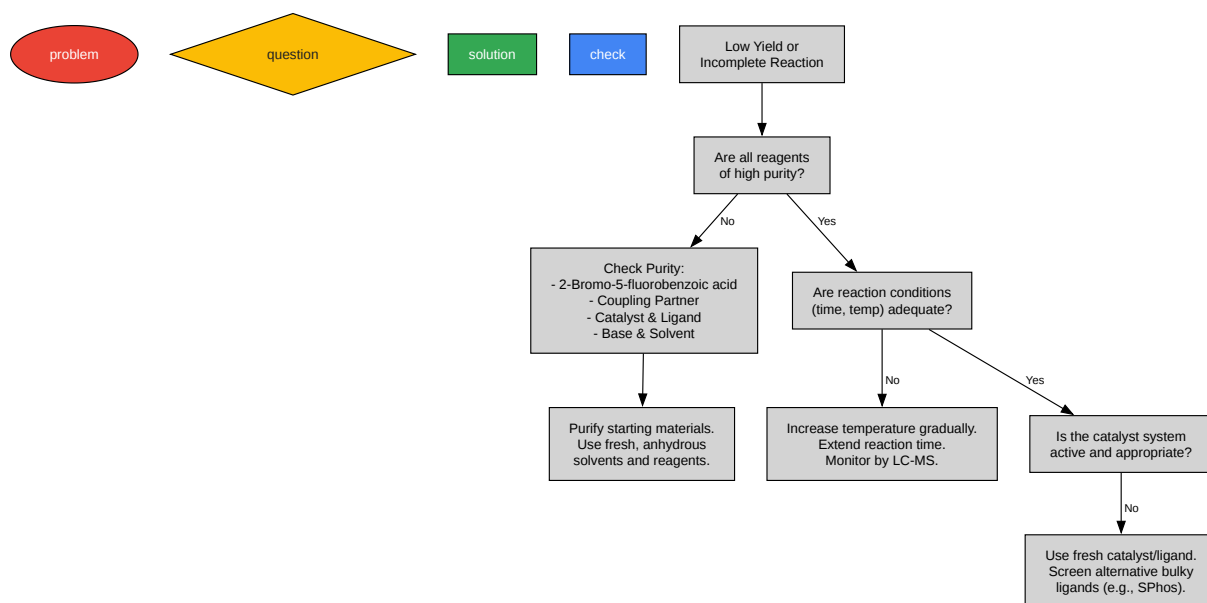 problem
question
solution
check
Low Yield or
Incomplete Reaction
Are all reagents
of high purity?
No
Yes
Check Purity:
- 2-Bromo-5-fluorobenzoic acid
- Coupling Partner
- Catalyst & Ligand
- Base & Solvent
Are reaction conditions
(time, temp) adequate?
No
Yes
Purify starting materials.
Use fresh, anhydrous
solvents and reagents.
Increase temperature gradually.
Extend reaction time.
Monitor by LC-MS.
Is the catalyst system
active and appropriate?
No
Use fresh catalyst/ligand.
Screen alternative bulky
ligands (e.g., SPhos).